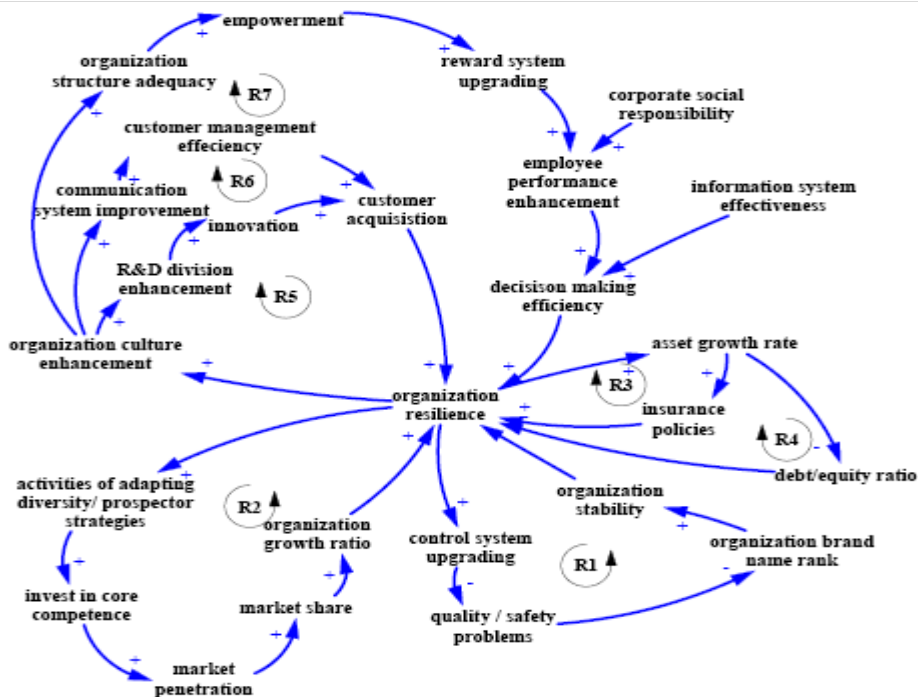 empowerment
organization
structure adequacy
reward system
upgrading
R7
corporate social
responsibility
customer management
effeciency
R6
employee
performance
enhancement
communication
system improvement
information system
effectiveness
customer
acquisistion
innovation
R&D division
enhancement
R5
decisison making
efficiency
organization culture
enhancement
asset growth rate
organization
resilience
R3
insurance
policies
R4
debt/equity ratio
activities of adapting
diversity/ prospector
strategies
R2
organization
growth ratio
organization
stability
control system
upgrading
R1
organization brand
name rank
invest in core
competence
market share
quality / safety
problems
market
penetration